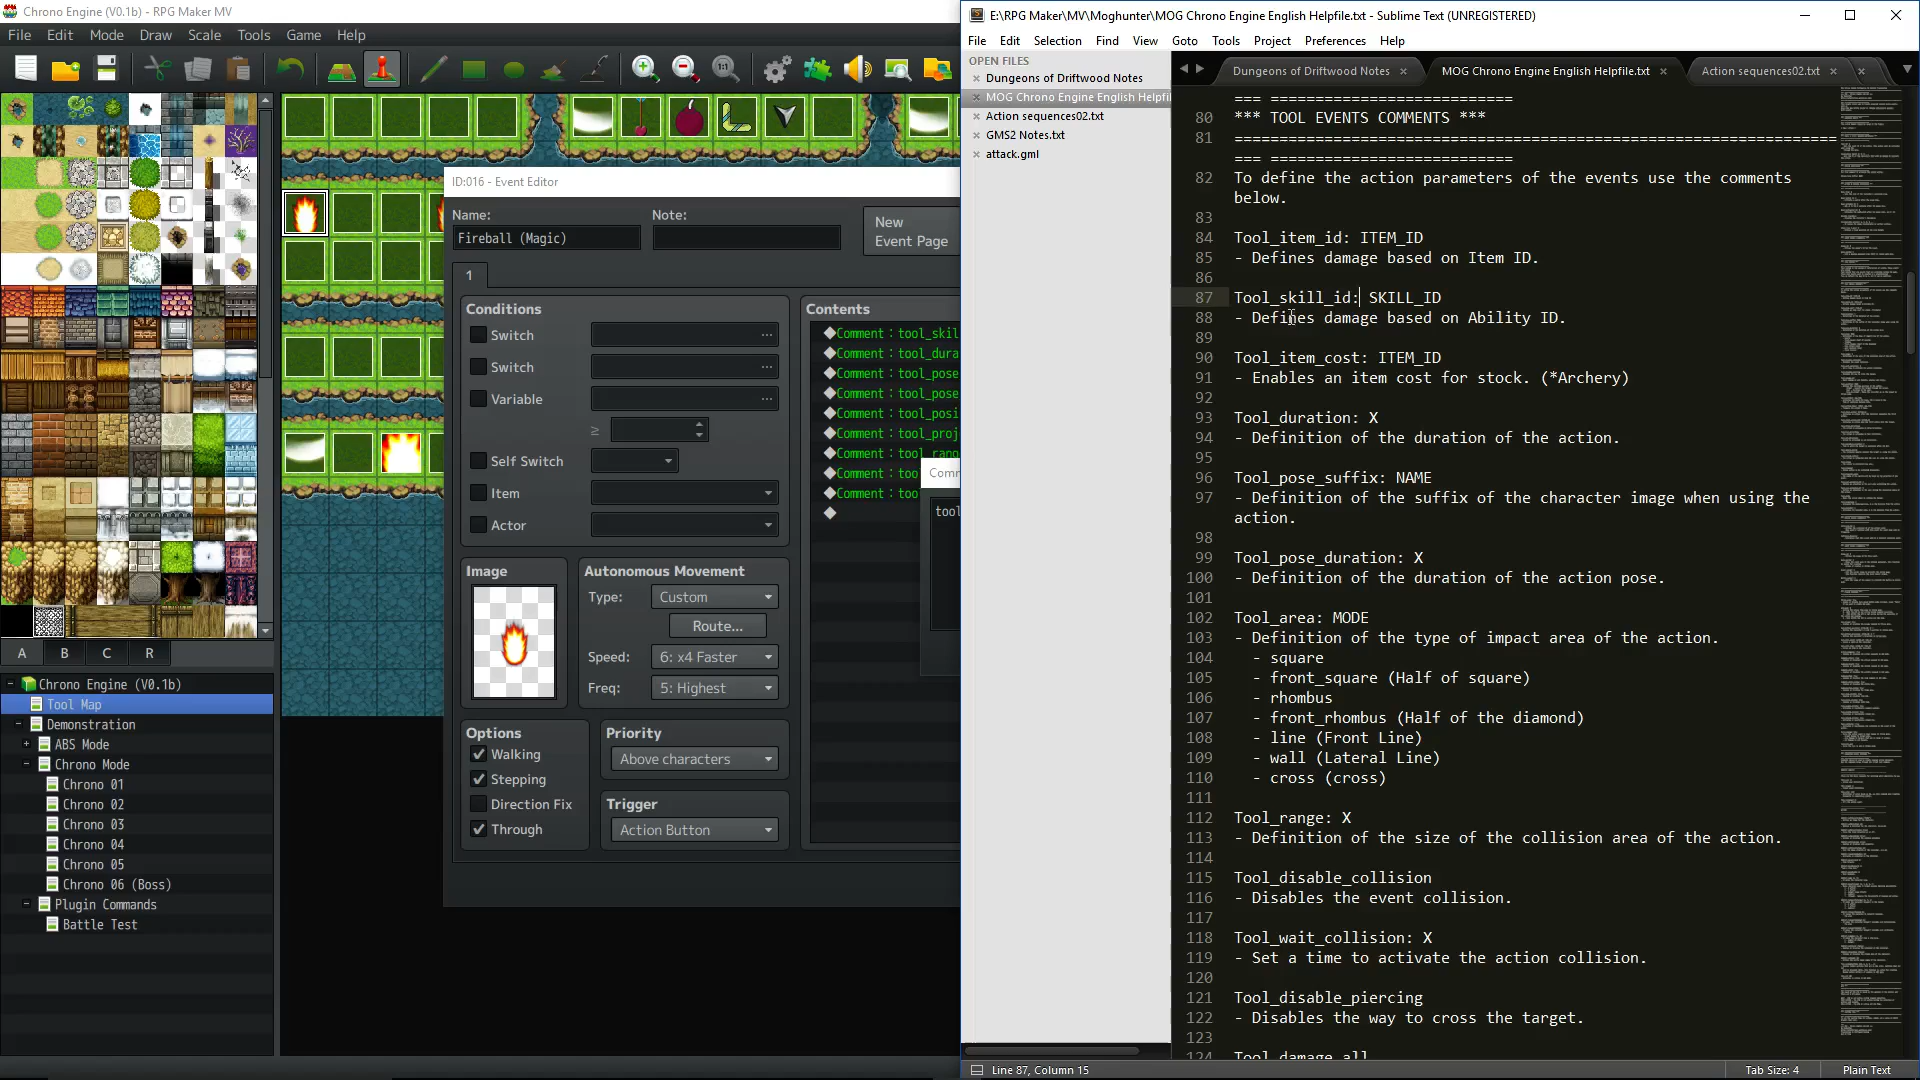 Chrono Engine (V0.1b) - RPG Maker MV
File Edit Mode Draw Scale Tools Game Help
1:1
A B C R
Chrono Engine (V0.1b)
Tool Map
Demonstration
ABS Mode
Chrono Mode
Chrono 01
Chrono 02
Chrono 03
Chrono 04
Chrono 05
Chrono 06 (Boss)
Plugin Commands
Battle Test
ID:016 - Event Editor
Name:
Fireball (Magic)
Note:
New
Event Page
1
Conditions
Switch
Switch
Variable
≥
Self Switch
Item
Actor
Image
Autonomous Movement
Type: Custom
Route...
Speed: 6: x4 Faster
Freq: 5: Highest
Options
Walking
Stepping
Direction Fix
Through
Priority
Above characters
Trigger
Action Button
Contents
◆Comment : tool_skil
◆Comment : tool_dura
◆Comment : tool_pose
◆Comment : tool_pose
◆Comment : tool_posi
◆Comment : tool_proj
◆Comment : tool_rang
◆Comment : too
◆Comment : too
◆
Comm
tool
E:\RPG Maker\MV\Moghunter\MOG Chrono Engine English Helpfile.txt - Sublime Text (UNREGISTERED)
File Edit Selection Find View Goto Tools Project Preferences Help
OPEN FILES
Dungeons of Driftwood Notes
MOG Chrono Engine English Helpfil
Action sequences02.txt
GMS2 Notes.txt
attack.gml
Dungeons of Driftwood Notes
MOG Chrono Engine English Helpfile.txt
Action sequences02.txt
=== ===========================
80 *** TOOL EVENTS COMMENTS ***
81 ===================================================================
=== ===========================
82 To define the action parameters of the events use the comments
below.
83
84 Tool_item_id: ITEM_ID
85 - Defines damage based on Item ID.
86
87 Tool_skill_id: SKILL_ID
88 - Defines damage based on Ability ID.
89
90 Tool_item_cost: ITEM_ID
91 - Enables an item cost for stock. (*Archery)
92
93 Tool_duration: X
94 - Definition of the duration of the action.
95
96 Tool_pose_suffix: NAME
97 - Definition of the suffix of the character image when using the
action.
98
99 Tool_pose_duration: X
100 - Definition of the duration of the action pose.
101
102 Tool_area: MODE
103 - Definition of the type of impact area of the action.
104 - square
105 - front_square (Half of square)
106 - rhombus
107 - front_rhombus (Half of the diamond)
108 - line (Front Line)
109 - wall (Lateral Line)
110 - cross (cross)
111
112 Tool_range: X
113 - Definition of the size of the collision area of the action.
114
115 Tool_disable_collision
116 - Disables the event collision.
117
118 Tool_wait_collision: X
119 - Set a time to activate the action collision.
120
121 Tool_disable_piercing
122 - Disables the way to cross the target.
123
124 Tool_damage_all
Line 87, Column 15
Tab Size: 4
Plain Text